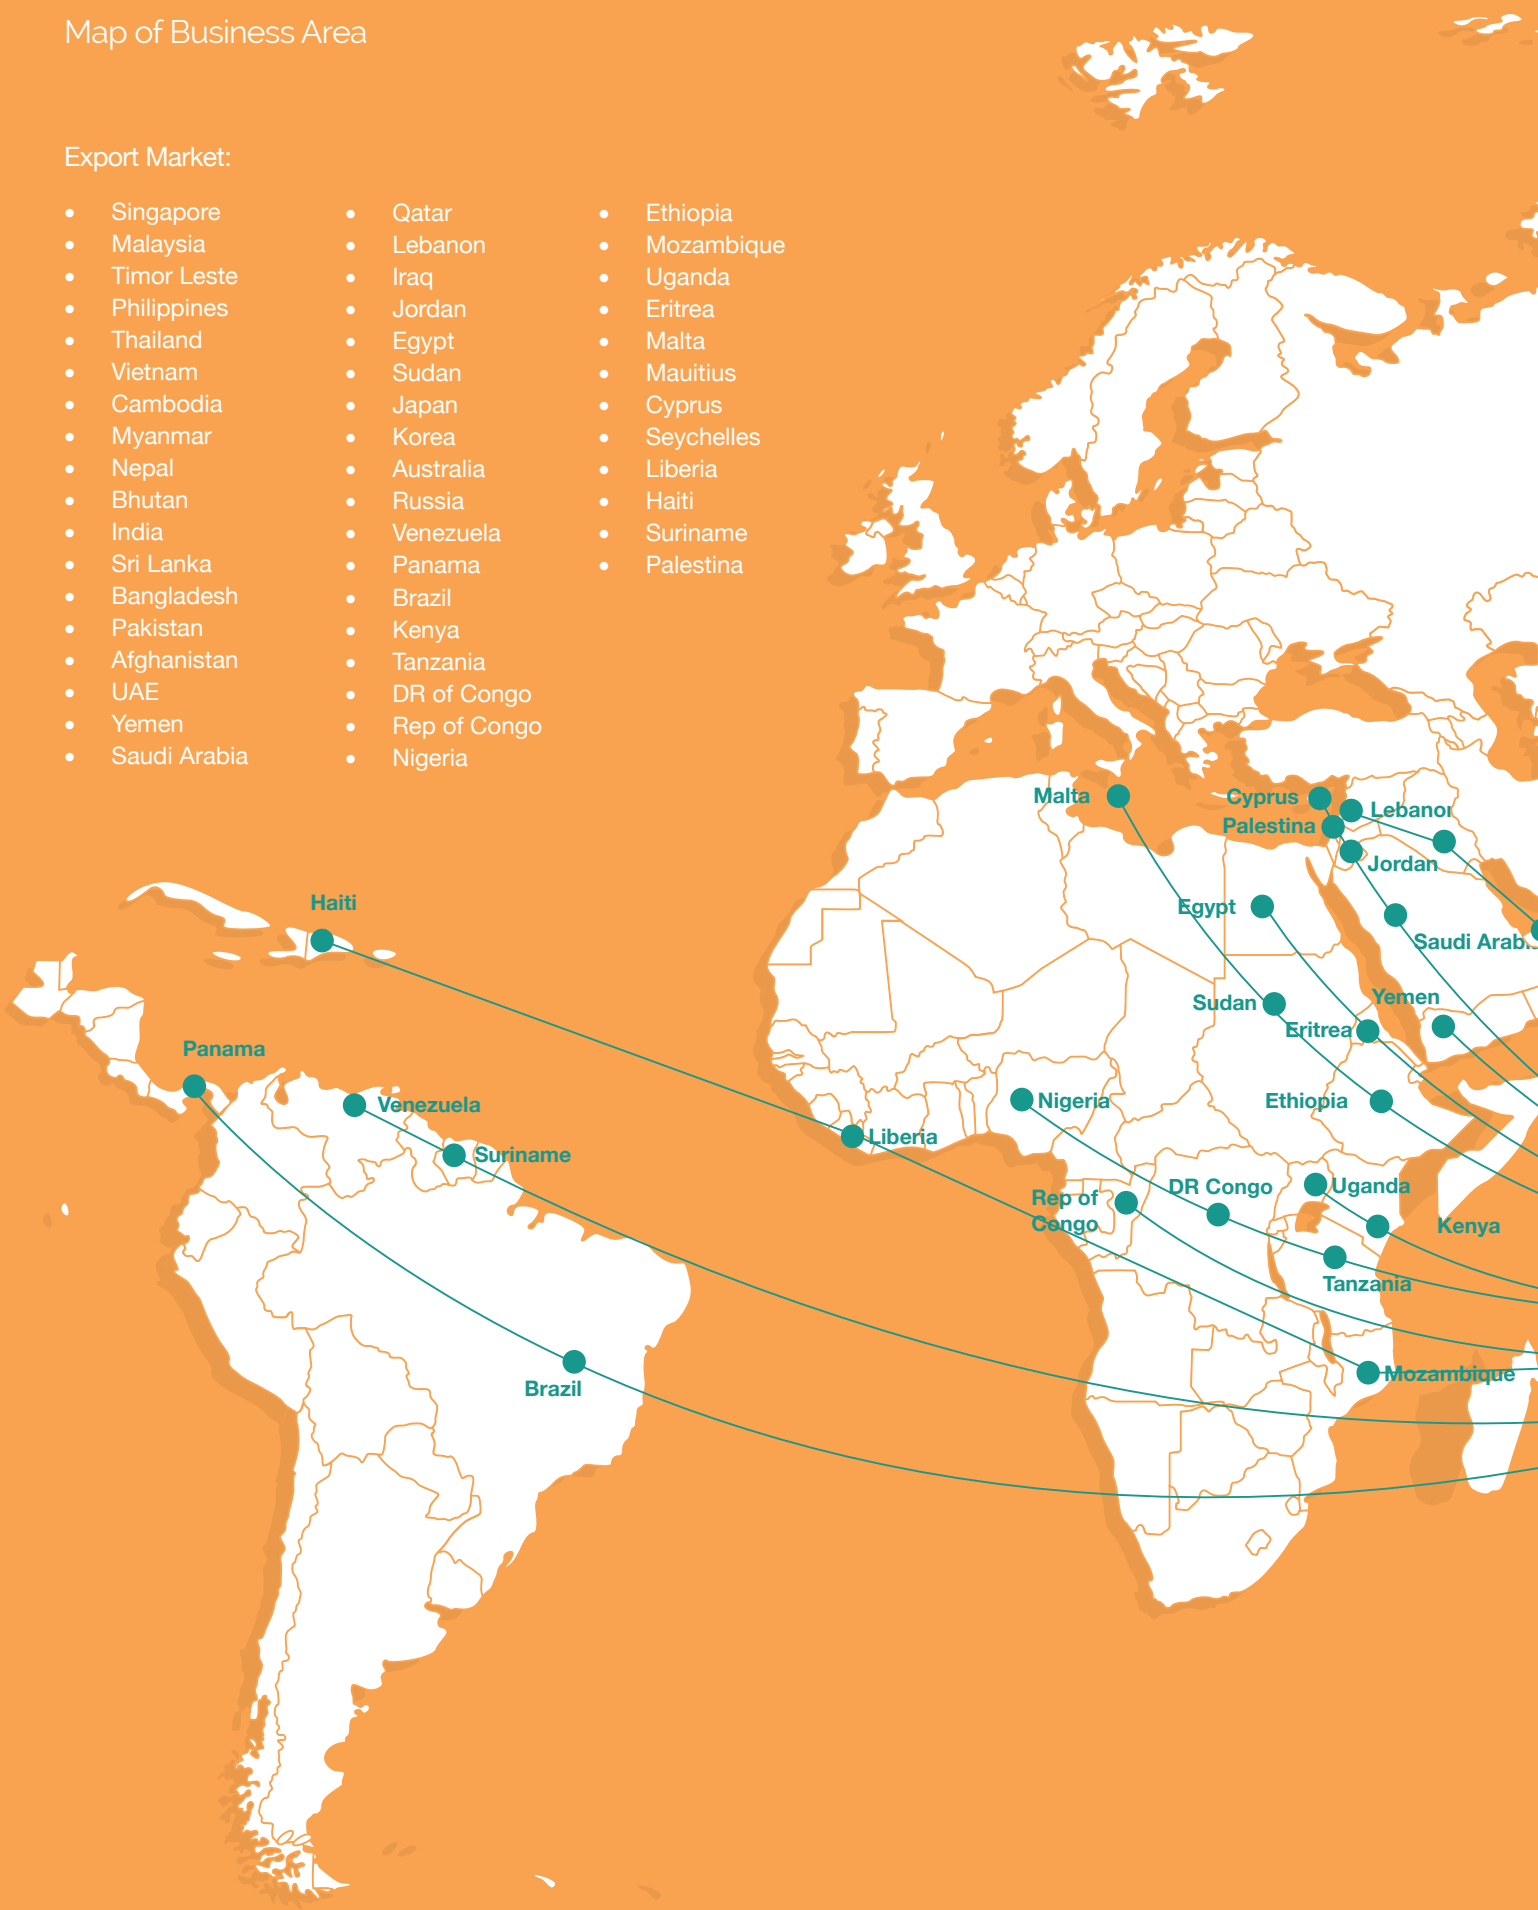 Map of Business Area
Export Market:
• Singapore
• Malaysia
• Timor Leste
• Philippines
• Thailand
• Vietnam
• Cambodia
• Myanmar
• Nepal
• Bhutan
• India
• Sri Lanka
• Bangladesh
• Pakistan
• Afghanistan
• UAE
• Yemen
• Saudi Arabia
• Qatar
• Lebanon
• Iraq
• Jordan
• Egypt
• Sudan
• Japan
• Korea
• Australia
• Russia
• Venezuela
• Panama
• Brazil
• Kenya
• Tanzania
• DR of Congo
• Rep of Congo
• Nigeria
• Ethiopia
• Mozambique
• Uganda
• Eritrea
• Malta
• Mauitius
• Cyprus
• Seychelles
• Liberia
• Haiti
• Suriname
• Palestina
Malta
Cyprus
Lebanon
Palestina
Jordan
Haiti
Egypt
Saudi Arabi
Yemen
Sudan
Eritrea
Panama
Venezuela
Nigeria
Ethiopia
Liberia
Suriname
DR Congo
Uganda
Rep of
Congo
Kenya
Tanzania
Mozambique
Brazil